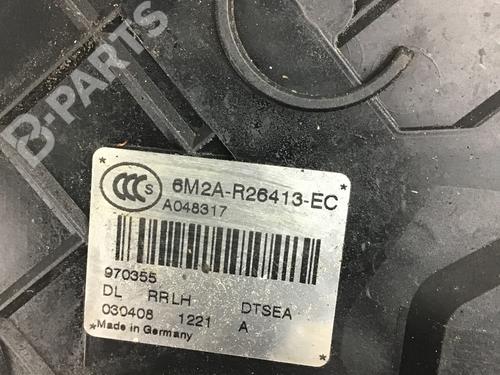 B-PARTS
CCC S 6M2A-R26413-EC
A048317
970355
DL RRLH DTSEA
030408 1221 A
*Made in Germany*